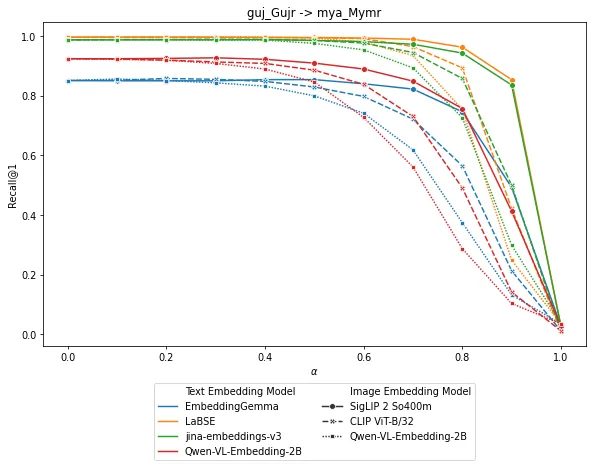 guj_Gujr -> mya_Mymr
1.0
0.8
0.6
0.4
0.2
0.0
Recall@1
0.0 0.2 0.4 0.6 0.8 1.0
α
Text Embedding Model
EmbeddingGemma
LaBSE
jina-embeddings-v3
Qwen-VL-Embedding-2B
Image Embedding Model
SigLIP 2 So400m
CLIP ViT-B/32
Qwen-VL-Embedding-2B